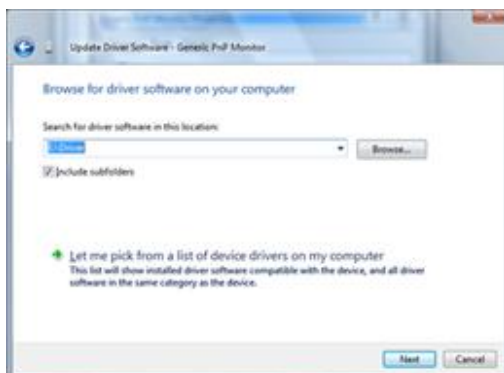 Update Driver Software - Generic PnP Monitor
Browse for driver software on your computer
Search for driver software in this location:
Browse...
Include subfolders
Let me pick from a list of device drivers on my computer
This list will show installed driver software compatible with the device, and all driver
software in the same category as the device.
Next
Cancel